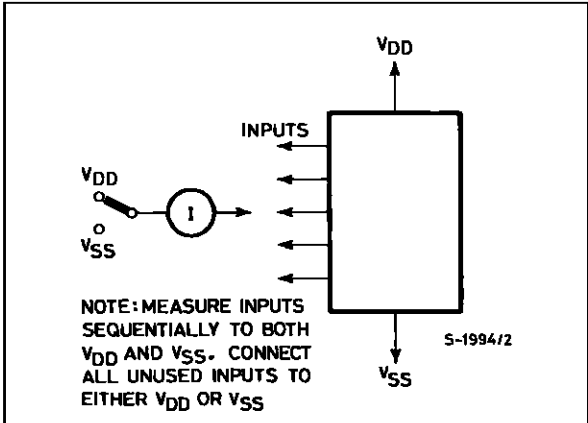 VDD
INPUTS
VDD
I
VSS
NOTE: MEASURE INPUTS
SEQUENTIALLY TO BOTH
VDD AND VSS. CONNECT
ALL UNUSED INPUTS TO
EITHER VDD OR VSS
S-1994/2
VSS